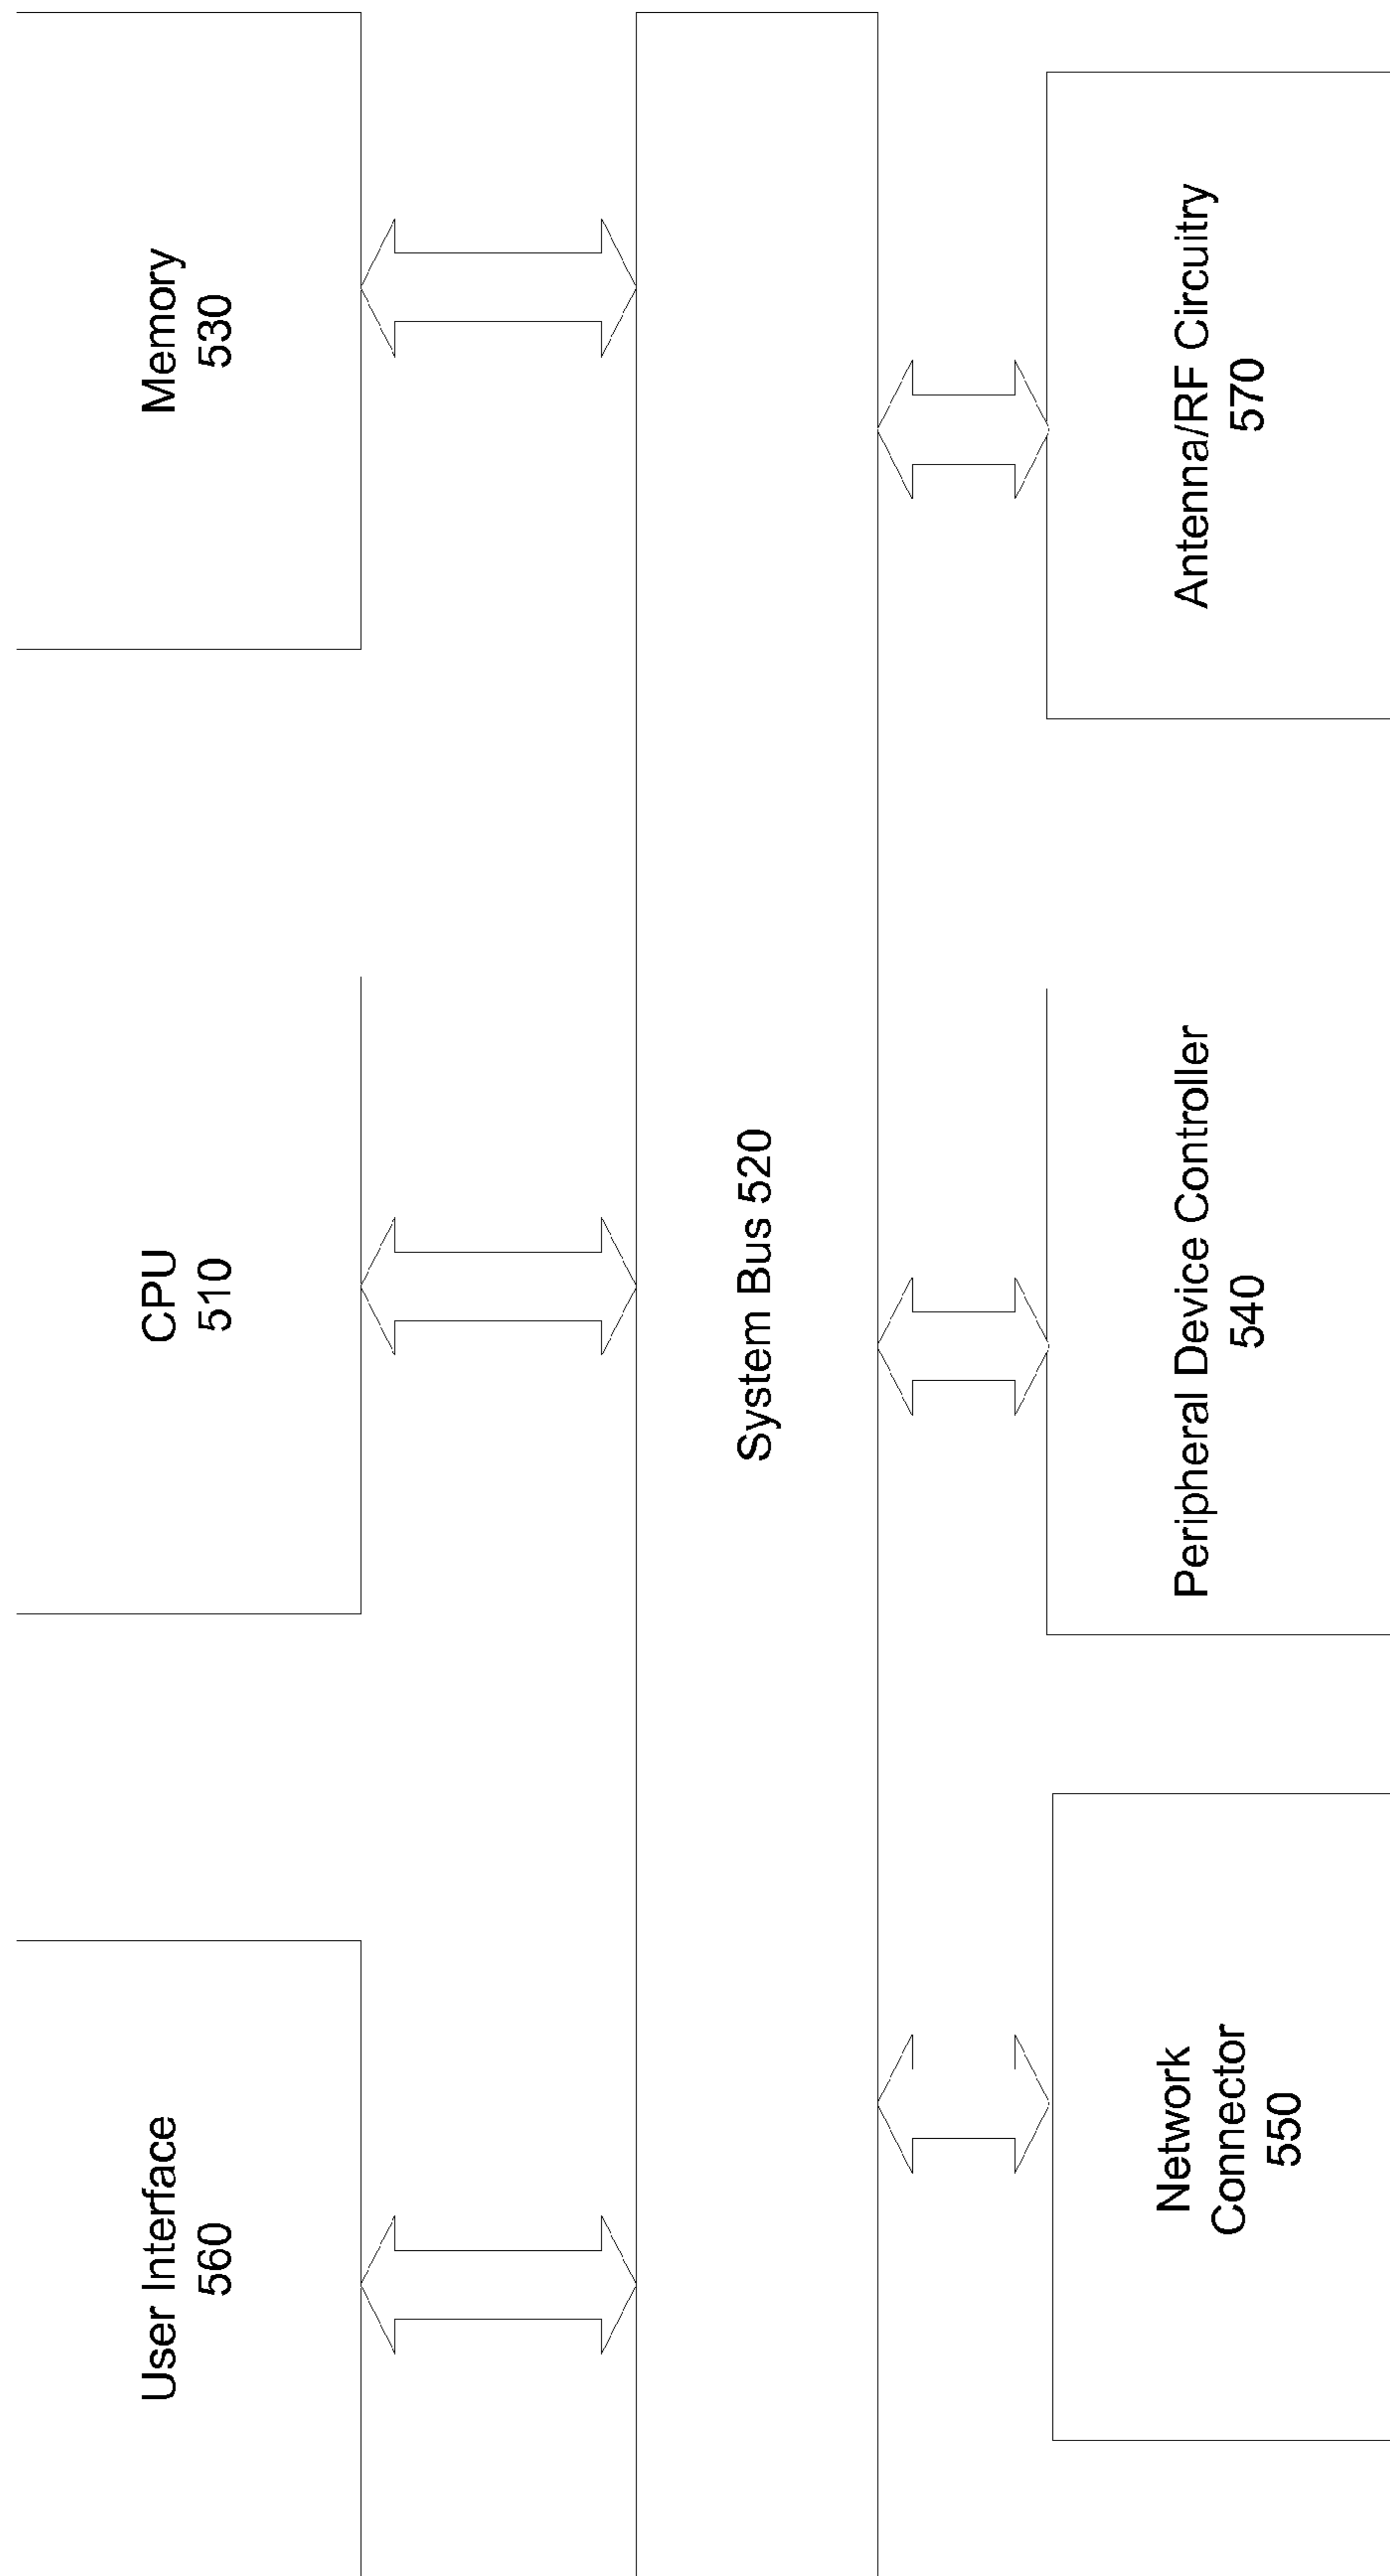 User Interface
560
CPU
510
Memory
530
System Bus 520
Network
Connector
550
Peripheral Device Controller
540
Antenna/RF Circuitry
570